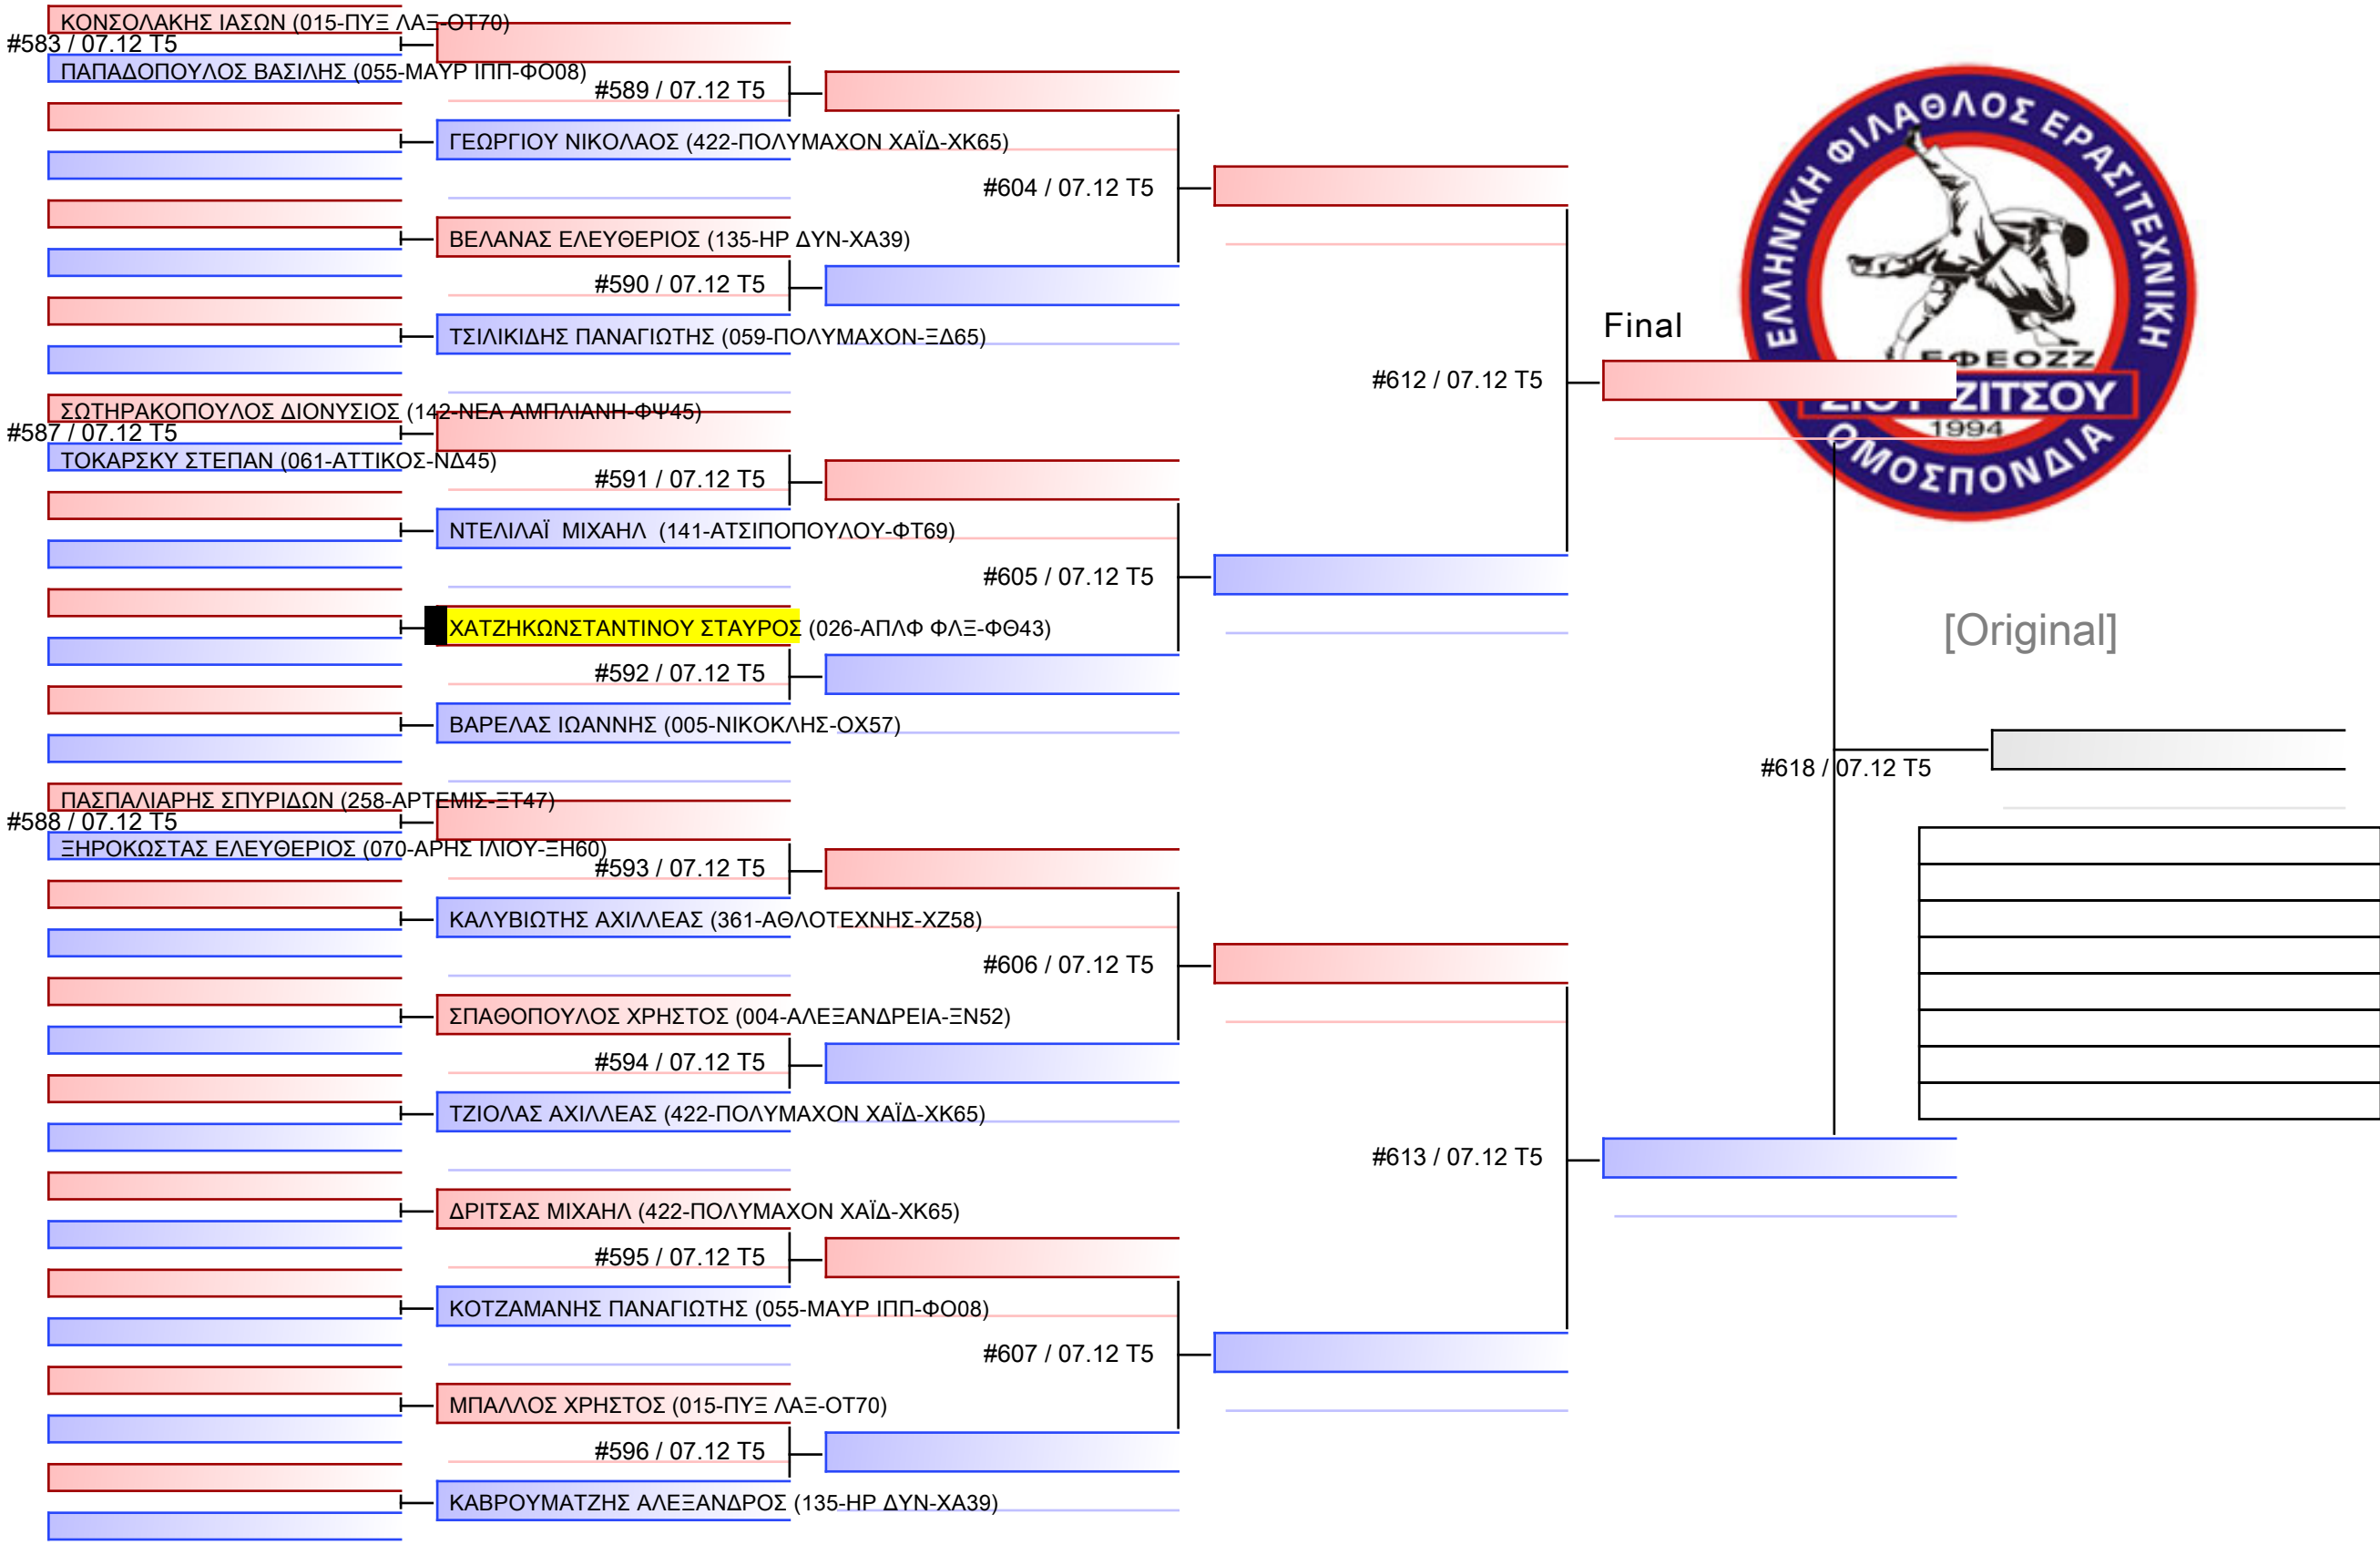 ΚΟΝΣΟΛΑΚΗΣ ΙΑΣΩΝ (015-ΠΥΞ ΛΑΞ-ΟΤ70)
#583 / 07.12 T5
ΠΑΠΑΔΟΠΟΥΛΟΣ ΒΑΣΙΛΗΣ (055-ΜΑΥΡ ΙΠΠ-ΦΟ08)
#589 / 07.12 T5
ΓΕΩΡΓΙΟΥ ΝΙΚΟΛΑΟΣ (422-ΠΟΛΥΜΑΧΟΝ ΧΑΪΔ-ΧΚ65)
#604 / 07.12 T5
ΒΕΛΑΝΑΣ ΕΛΕΥΘΕΡΙΟΣ (135-ΗΡ ΔΥΝ-ΧΑ39)
#590 / 07.12 T5
ΤΣΙΛΙΚΙΔΗΣ ΠΑΝΑΓΙΩΤΗΣ (059-ΠΟΛΥΜΑΧΟΝ-ΞΔ65)
#612 / 07.12 T5
Final
ΕΛΛΗΝΙΚΗ ΦΙΛΑΘΛΟΣ ΕΡΑΣΙΤΕΧΝΙΚΗ
ΕΦΕΟΖΖ
ΖΙΟΥ ΖΙΤΣΟΥ
1994
ΟΜΟΣΠΟΝΔΙΑ
ΣΩΤΗΡΑΚΟΠΟΥΛΟΣ ΔΙΟΝΥΣΙΟΣ (142-ΝΕΑ ΑΜΠΛΙΑΝΗ-ΦΨ45)
#587 / 07.12 T5
ΤΟΚΑΡΣΚΥ ΣΤΕΠΑΝ (061-ΑΤΤΙΚΟΣ-ΝΔ45)
#591 / 07.12 T5
ΝΤΕΛΙΛΑΪ  ΜΙΧΑΗΛ  (141-ΑΤΣΙΠΟΠΟΥΛΟΥ-ΦΤ69)
#605 / 07.12 T5
ΧΑΤΖΗΚΩΝΣΤΑΝΤΙΝΟΥ ΣΤΑΥΡΟΣ (026-ΑΠΛΦ ΦΛΞ-ΦΘ43)
[Original]
#592 / 07.12 T5
ΒΑΡΕΛΑΣ ΙΩΑΝΝΗΣ (005-ΝΙΚΟΚΛΗΣ-ΟΧ57)
#618 / 07.12 T5
ΠΑΣΠΑΛΙΑΡΗΣ ΣΠΥΡΙΔΩΝ (258-ΑΡΤΕΜΙΣ-ΞΤ47)
#588 / 07.12 T5
ΞΗΡΟΚΩΣΤΑΣ ΕΛΕΥΘΕΡΙΟΣ (070-ΑΡΗΣ ΙΛΙΟΥ-ΞΗ60)
#593 / 07.12 T5
ΚΑΛΥΒΙΩΤΗΣ ΑΧΙΛΛΕΑΣ (361-ΑΘΛΟΤΕΧΝΗΣ-ΧΖ58)
#606 / 07.12 T5
ΣΠΑΘΟΠΟΥΛΟΣ ΧΡΗΣΤΟΣ (004-ΑΛΕΞΑΝΔΡΕΙΑ-ΞΝ52)
#594 / 07.12 T5
ΤΖΙΟΛΑΣ ΑΧΙΛΛΕΑΣ (422-ΠΟΛΥΜΑΧΟΝ ΧΑΪΔ-ΧΚ65)
#613 / 07.12 T5
ΔΡΙΤΣΑΣ ΜΙΧΑΗΛ (422-ΠΟΛΥΜΑΧΟΝ ΧΑΪΔ-ΧΚ65)
#595 / 07.12 T5
ΚΟΤΖΑΜΑΝΗΣ ΠΑΝΑΓΙΩΤΗΣ (055-ΜΑΥΡ ΙΠΠ-ΦΟ08)
#607 / 07.12 T5
ΜΠΑΛΛΟΣ ΧΡΗΣΤΟΣ (015-ΠΥΞ ΛΑΞ-ΟΤ70)
#596 / 07.12 T5
ΚΑΒΡΟΥΜΑΤΖΗΣ ΑΛΕΞΑΝΔΡΟΣ (135-ΗΡ ΔΥΝ-ΧΑ39)